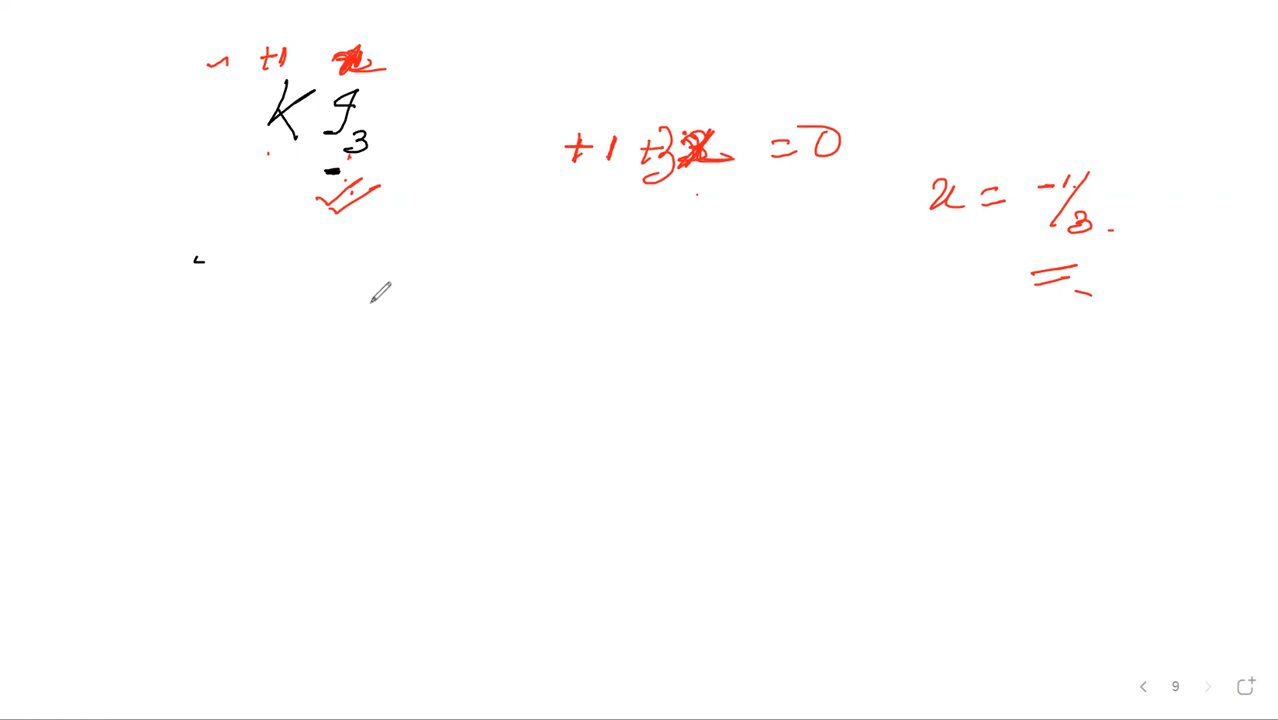 +1 x
KI3
+1 +3x = 0
x = -1/3
9